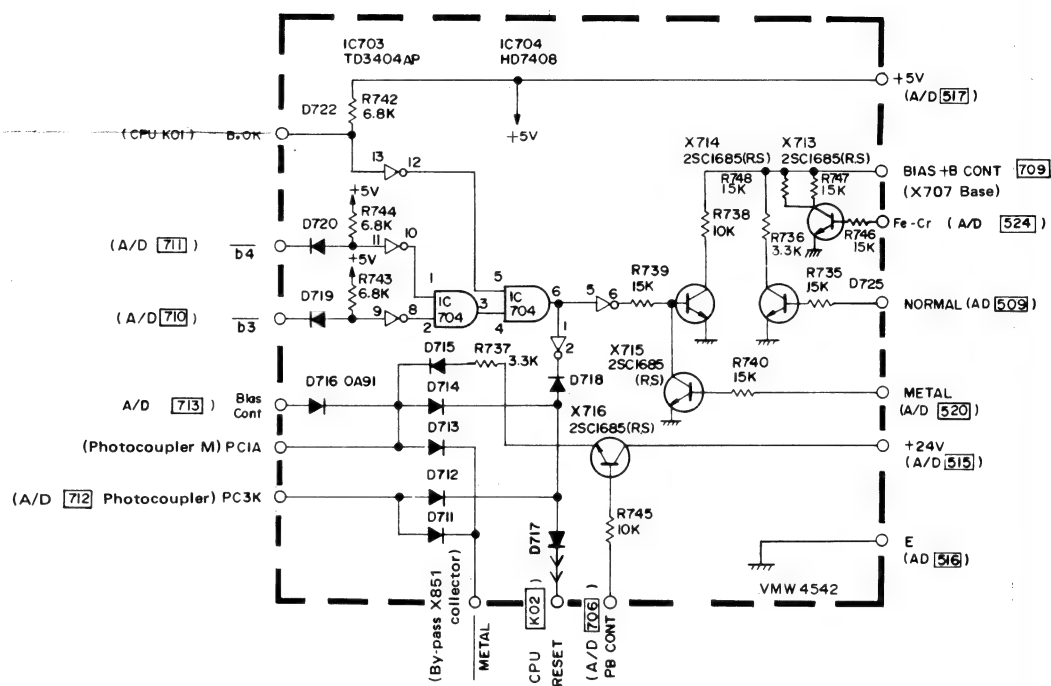 IC703
TD3404AP
IC704
HD7408
D722
R742
6.8K
+5V
(A/D 517)
(CPU K01) B.OK
+5V
13
12
X714
2SC1685(RS)
X713
2SC1685(RS)
R748
15K
R747
15K
BIAS +B CONT 709
(X707 Base)
+5V
D720
R744
6.8K
11
10
R738
10K
R736
3.3K
R746
15K
Fe-Cr (A/D 524)
(A/D 711) b4
+5V
R743
6.8K
D719
9
8
1
2
IC
704
3
5
4
IC
704
6
5
6
R739
15K
R735
15K
D725
NORMAL (AD 509)
(A/D 710) b3
1
2
D715
R737
3.3K
D718
X715
2SC1685
(RS)
R740
15K
D716 OA91
D714
A/D 713) Bias
Cont
METAL
(A/D 520)
D713
X716
2SC1685(RS)
(Photocoupler M) PC1A
+24V
(A/D 515)
D712
(A/D 712 Photocoupler) PC3K
D711
D717
R745
10K
E
(AD 516)
VMW4542
(By-pass X851
collector)
METAL
CPU K02
RESET
(A/D 706)
PB CONT